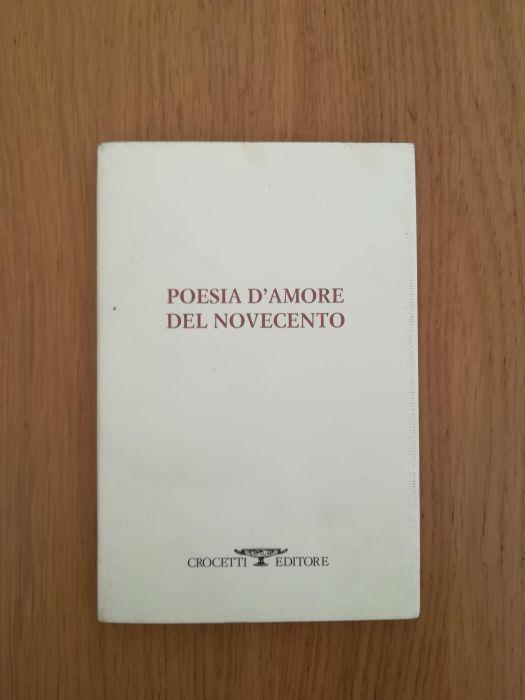 POESIA D'AMORE
DEL NOVECENTO
CROCETTI EDITORE